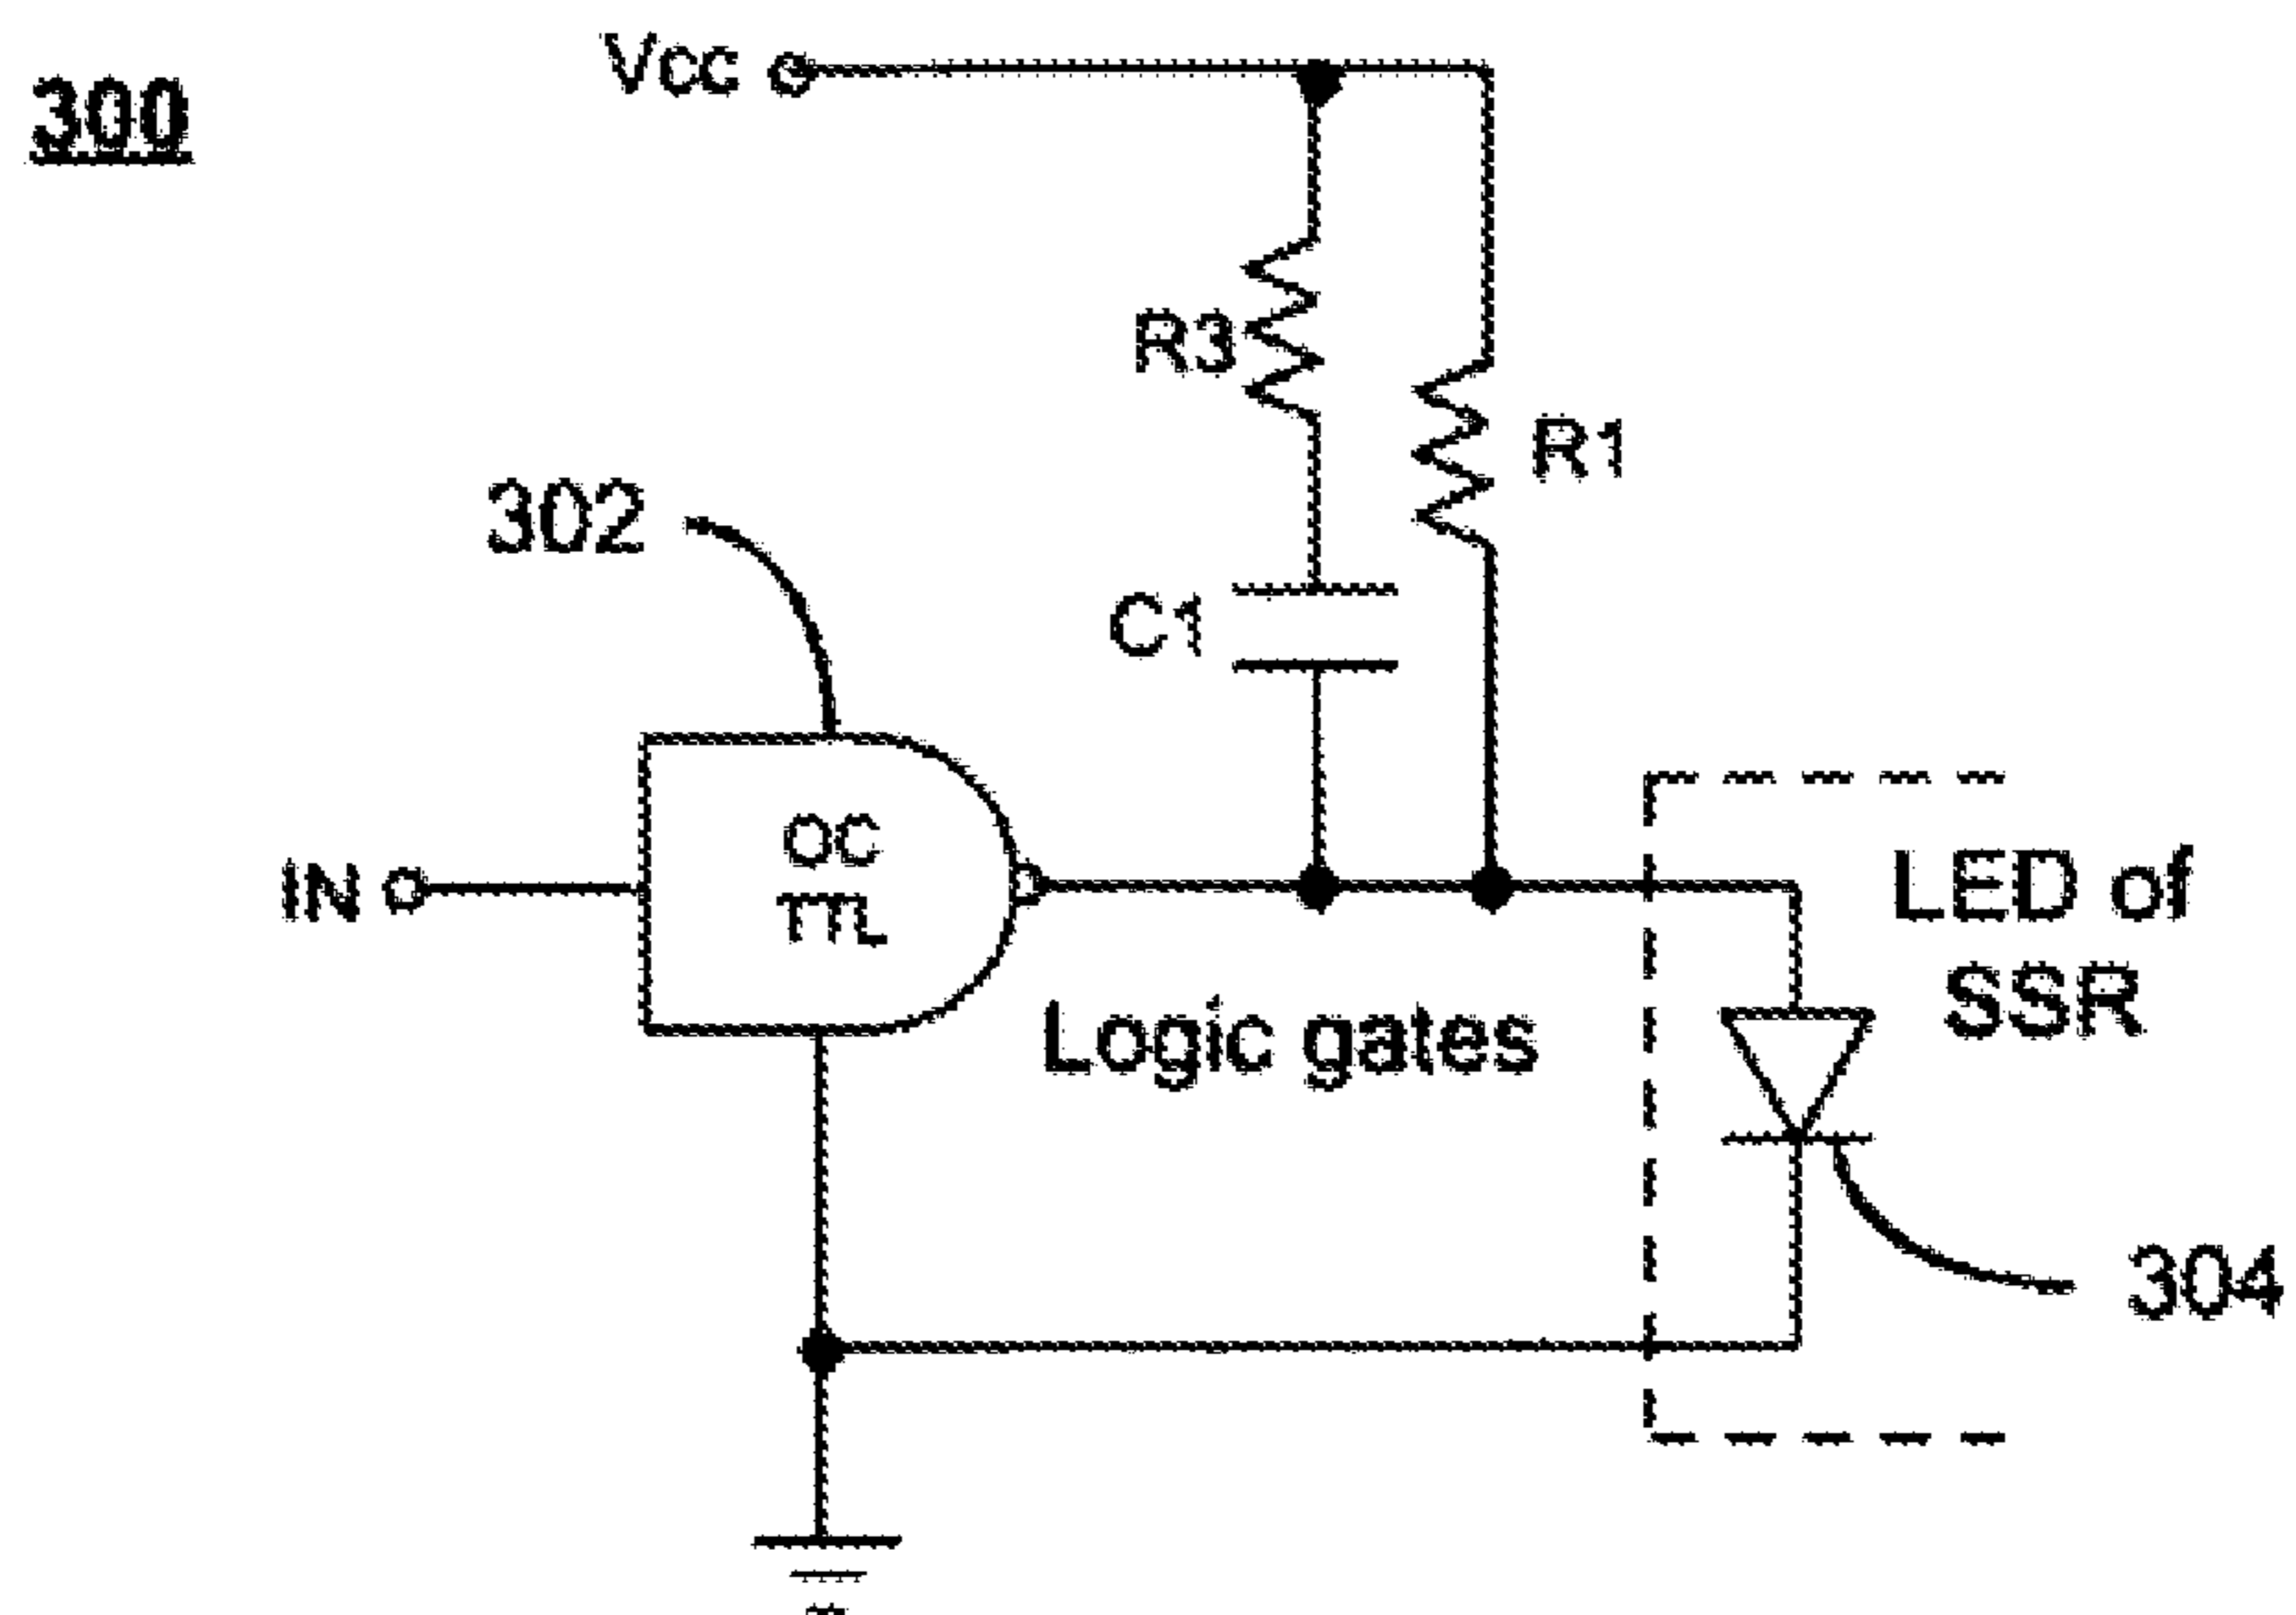 300
Vcc
R3
R1
302
C1
OC
TTL
IN
Logic gates
LED of
SSR
304